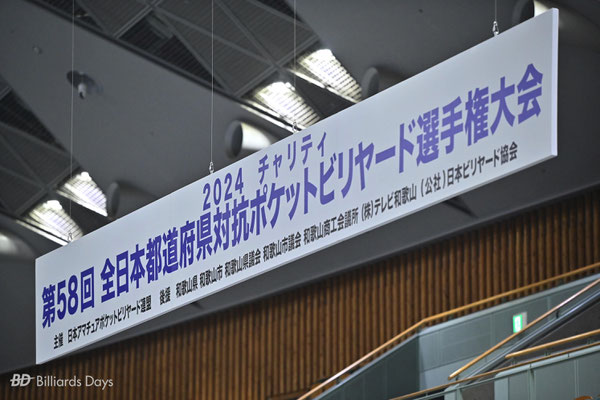 2024 チャリティ
第58回 全日本都道府県対抗ポケットビリヤード選手権大会
主催 日本アマチュアポケットビリヤード連盟 後援 和歌山県 和歌山市 和歌山県議会 和歌山市議会 和歌山商工会議所 (株)テレビ和歌山 (公社)日本ビリヤード協会
BD Billiards Days